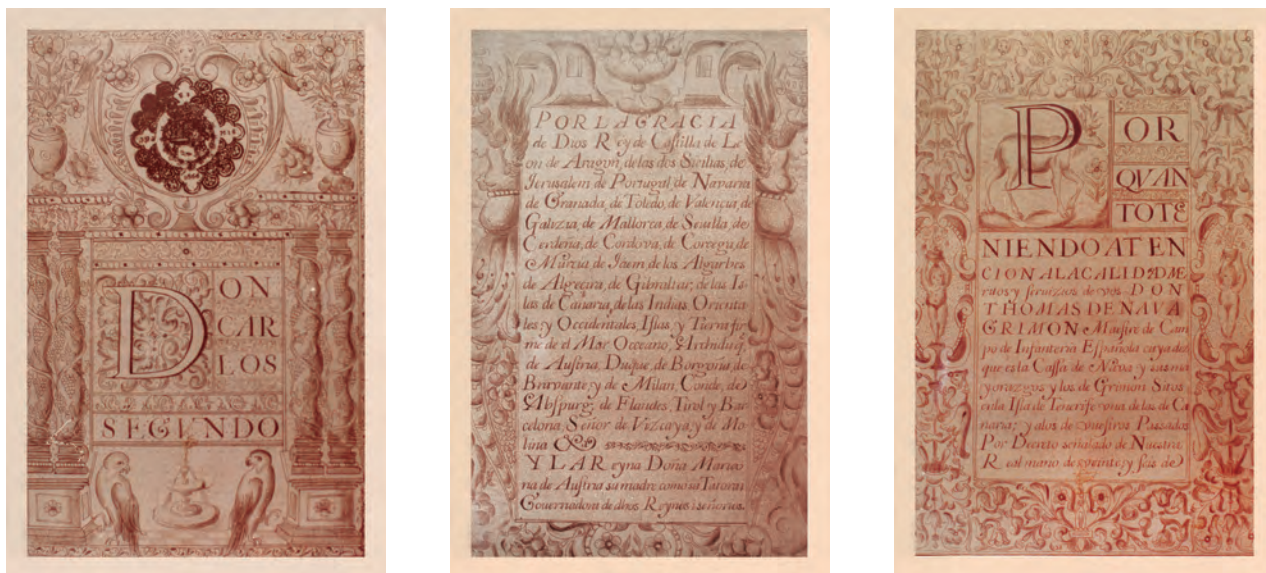 DON
CAR
LOS
SEGVNDO
POR LA GRACIA
de Dios Rey de Castilla de Le
on de Aragon, de las dos Sicilias, de
Jerusalem de Portugal, de Navarra
de Granada, de Toledo, de Valencia, de
Galizia, de Mallorca, de Sevilla, de
Cerdeña, de Cordova, de Corcega, de
Murcia de Jaem de los Algarbes
de Algecira, de Gibraltar, de las Is
las de Canaria, de las Indias Orienta
les, y Occidentales, Islas, y Tierra fir
me de el Mar Occeano, Archiduq
de Austria, Duque de Borgoña, de
Bravante, y de Milan, Conde, de
Abspurg, de Flandes, Tirol y Bar
celona, Señor de Vizcaya, y de Mo
lina
Y LA Reyna Doña Maria
na de Austria su madre como su Tutora
Governadora de dhos Reynos i señorios.
POR
QVAN
TO TE
NIENDO ATEN
CION A LA CALIDAD ME
ritos y servizios de vos DON
THOMAS DE NAVA
GRIMON Maestre de Cam
po de Infanteria Española cuya des
que es la Cassa de Nava y sus ma
yorazgos y los de Grimon Sitos
en la Isla de Tenerife vna de las de Ca
naria; y a los de vuestros Passados
Por Decreto señalado de Nuestra
Real mano de veinte, y seis de